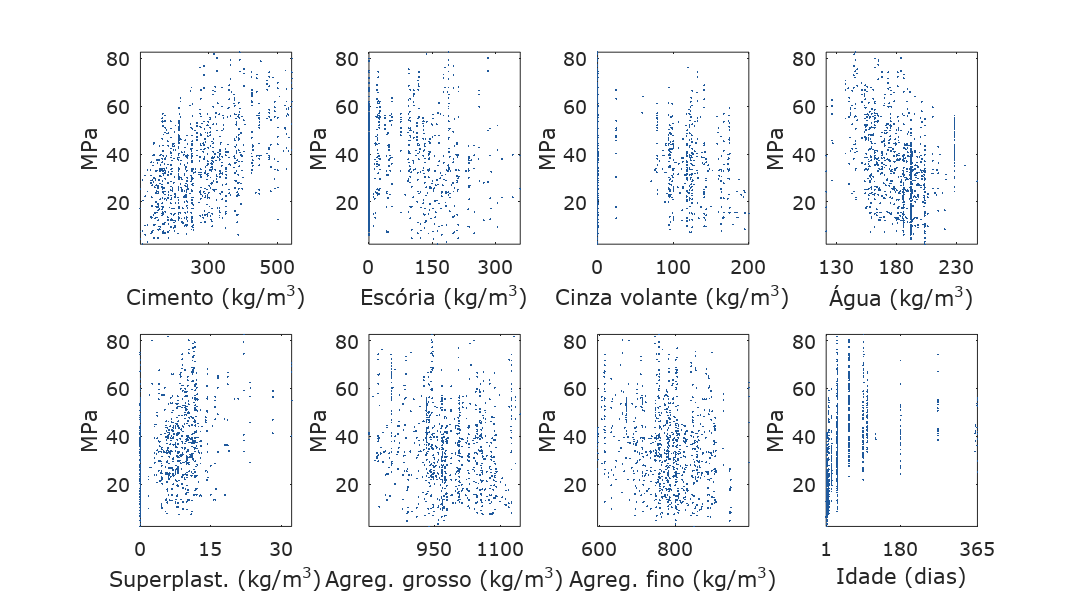 80 80 80 80
60 60 60 60
MPa MPa MPa MPa
40 40 40 40
20 20 20 20
300 500 0 150 300 0 100 200 130 180 230
Cimento (kg/m³) Escória (kg/m³) Cinza volante (kg/m³) Água (kg/m³)
80 80 80 80
60 60 60 60
MPa MPa MPa MPa
40 40 40 40
20 20 20 20
0 15 30 950 1100 600 800 1 180 365
Superplast. (kg/m³) Agreg. grosso (kg/m³) Agreg. fino (kg/m³) Idade (dias)